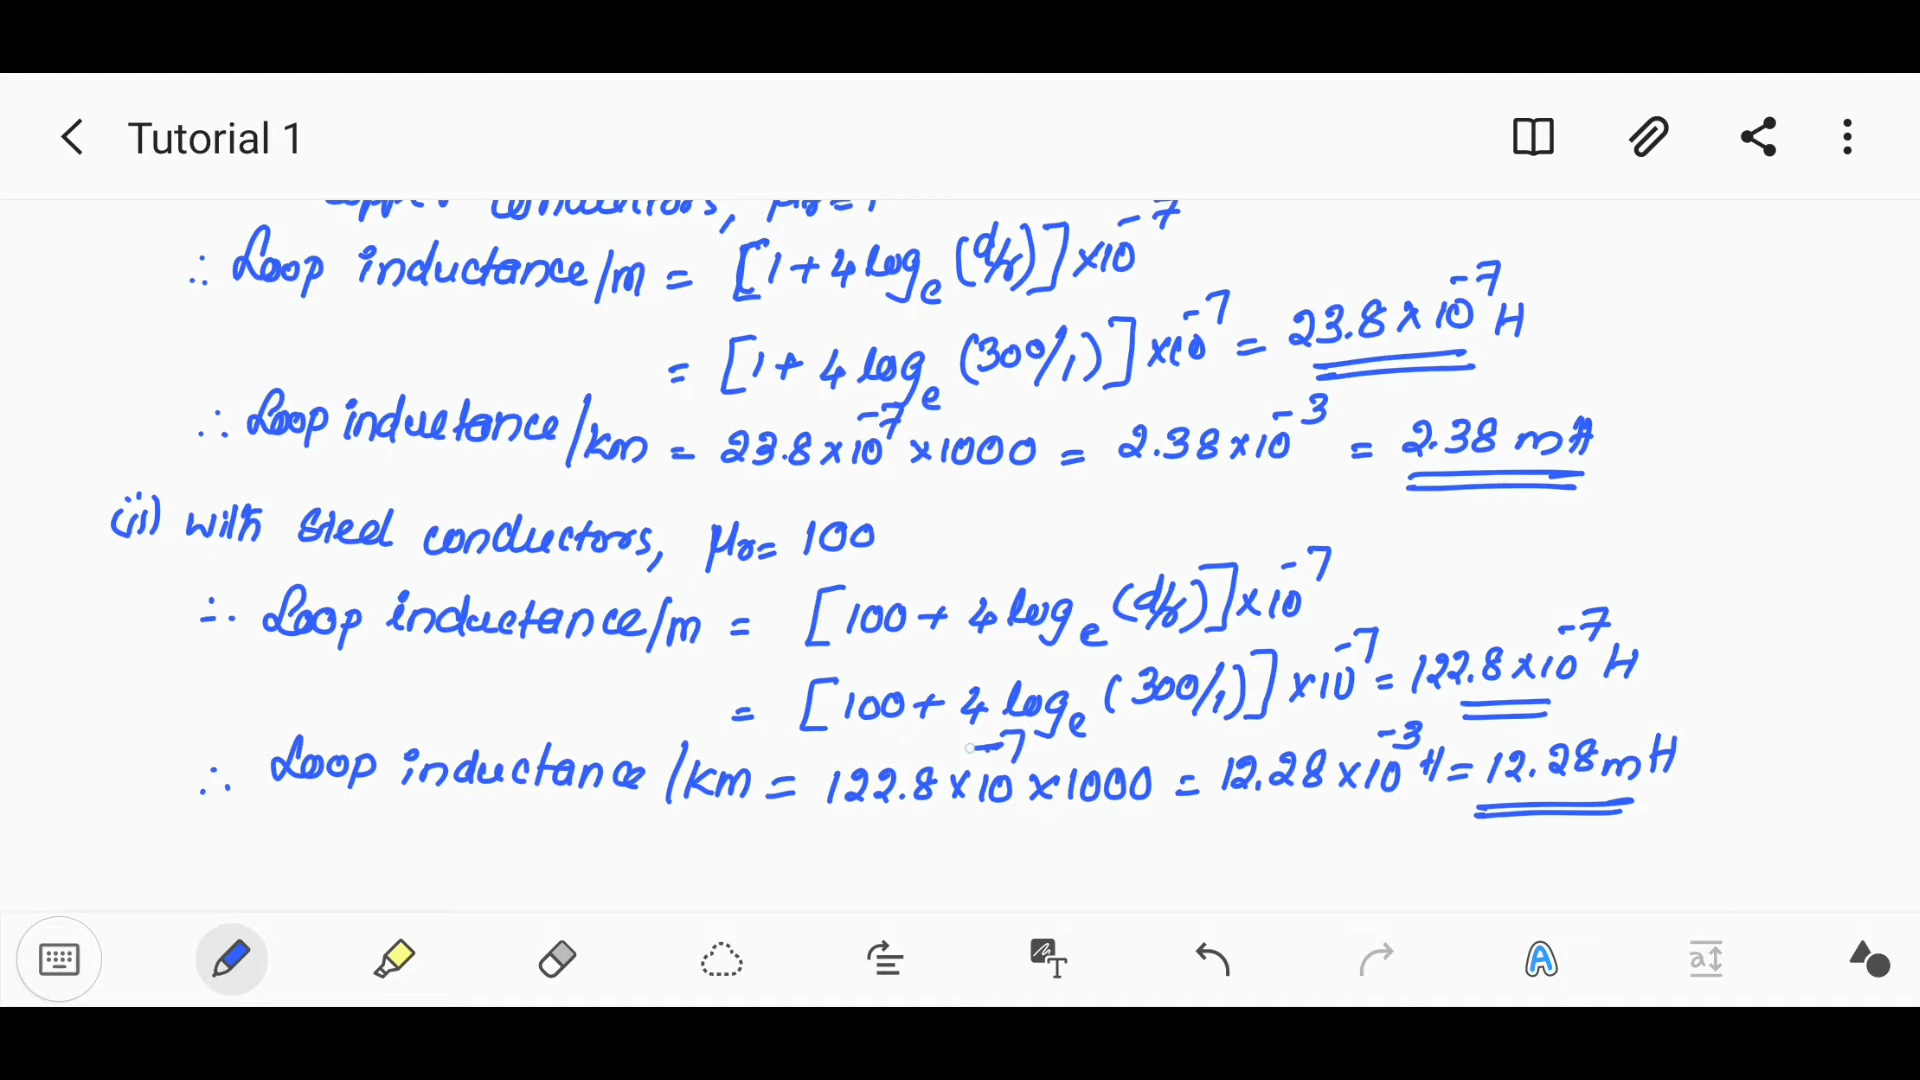 Tutorial 1
conductors, μr = 1
∴ Loop inductance/m = [1 + 4 loge (d/r)] × 10^-7
= [1 + 4 loge (300/1)] × 10^-7 = 23.8 × 10^-7 H
∴ Loop inductance/km = 23.8 × 10^-7 × 1000 = 2.38 × 10^-3 = 2.38 mH
(ii) with steel conductors, μr = 100
∴ Loop inductance/m = [100 + 4 loge (d/r)] × 10^-7
= [100 + 4 loge (300/1)] × 10^-7 = 122.8 × 10^-7 H
∴ Loop inductance/km = 122.8 × 10^-7 × 1000 = 12.28 × 10^-3 H = 12.28 mH